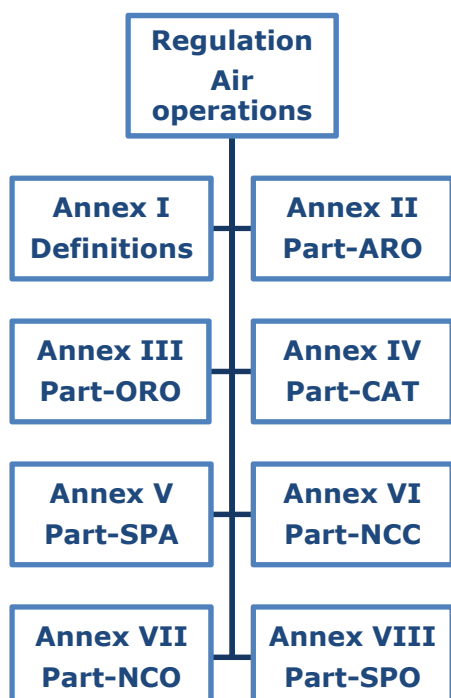 Regulation
Air
operations
Annex I
Definitions
Annex II
Part-ARO
Annex III
Part-ORO
Annex IV
Part-CAT
Annex V
Part-SPA
Annex VI
Part-NCC
Annex VII
Part-NCO
Annex VIII
Part-SPO